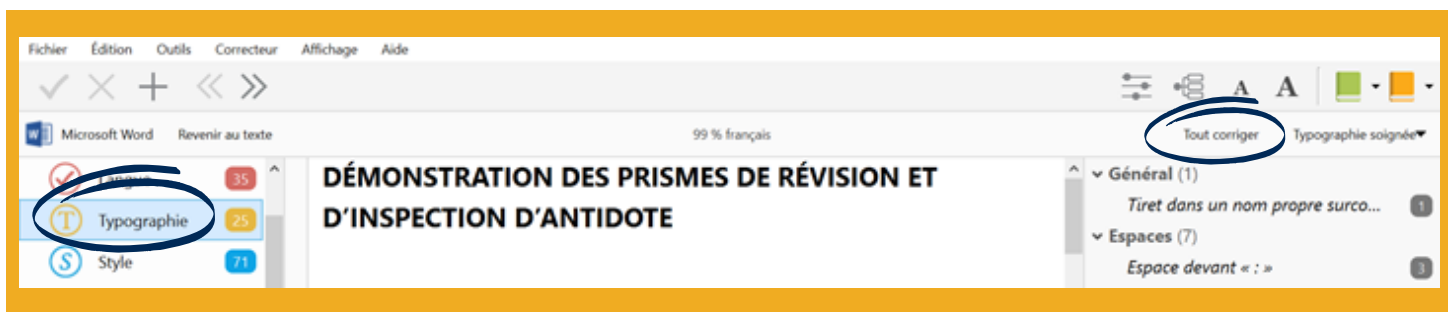 Fichier Édition Outils Correcteur Affichage Aide
A A
W Microsoft Word Revenir au texte 99 % français Tout corriger Typographie soignée
Langue 35
T Typographie 25
S Style 71
DÉMONSTRATION DES PRISMES DE RÉVISION ET
D’INSPECTION D’ANTIDOTE
Général (1)
Tiret dans un nom propre surco... 1
Espaces (7)
Espace devant « : » 3